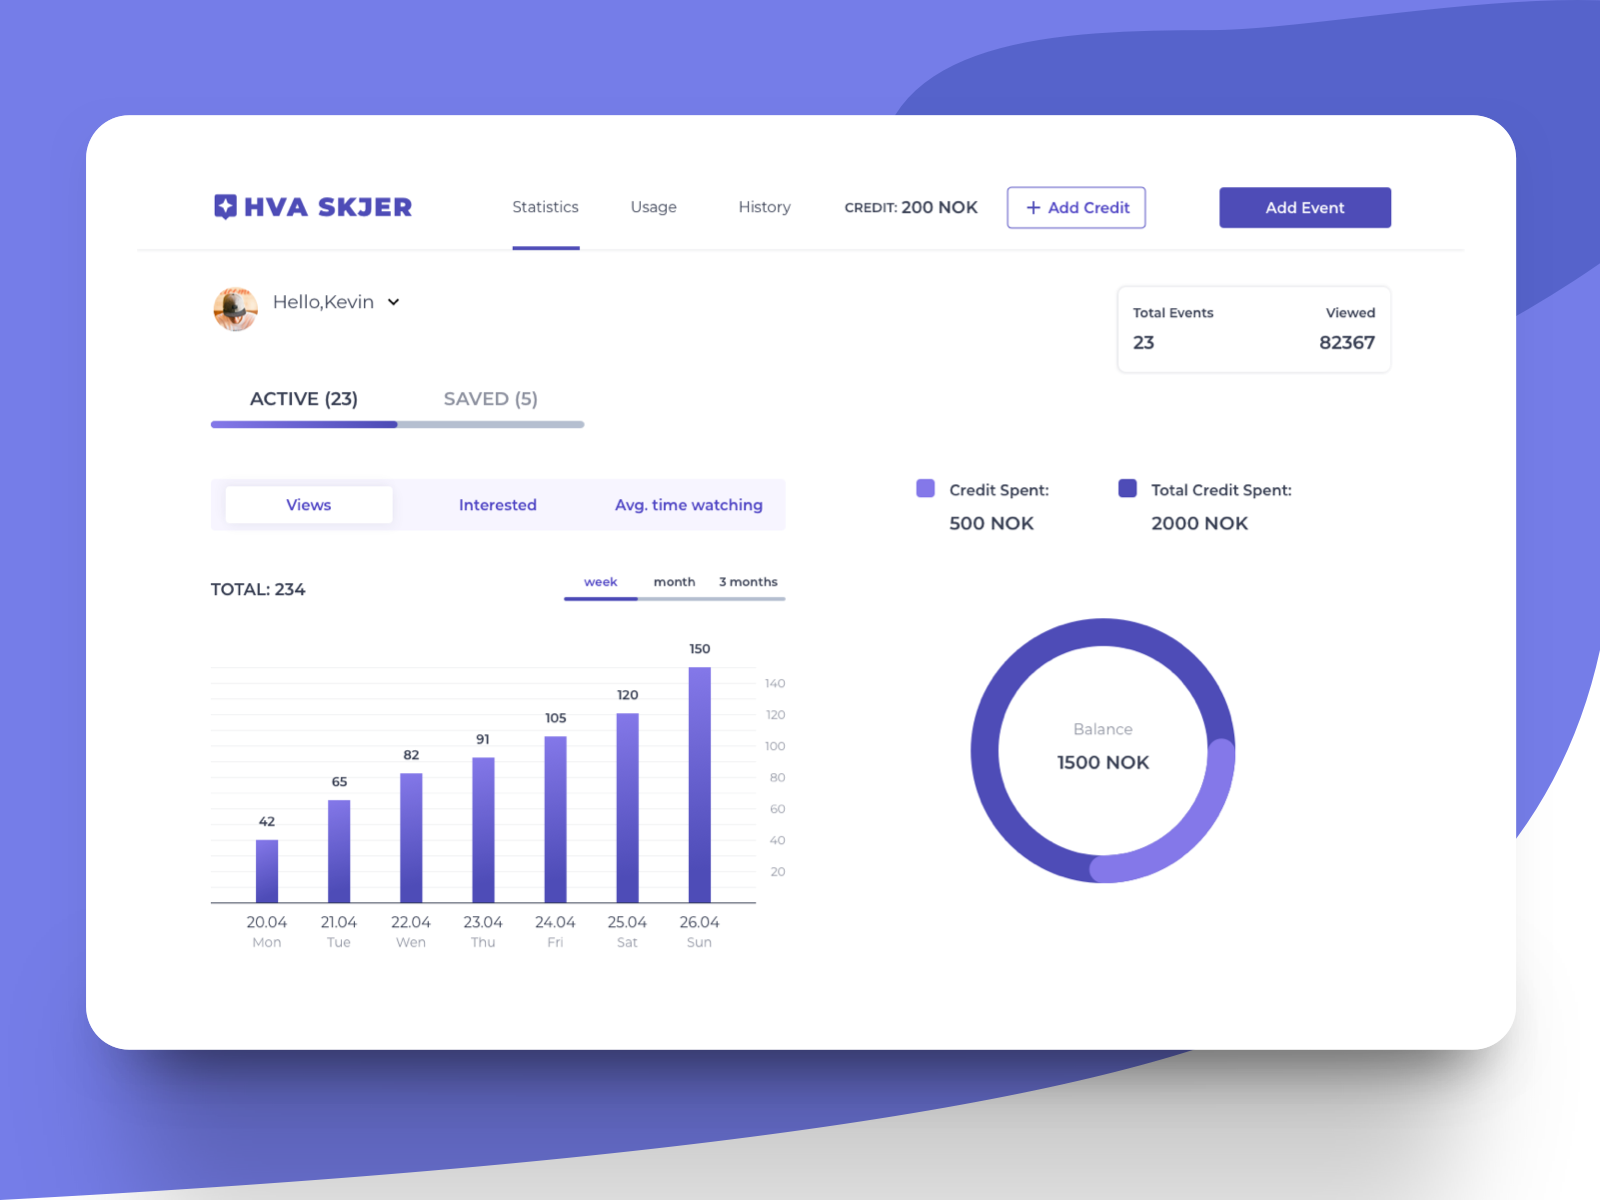 HVA SKJER
Statistics
Usage
History
CREDIT: 200 NOK
+ Add Credit
Add Event
Hello,Kevin
Total Events
Viewed
23
82367
ACTIVE (23)
SAVED (5)
Views
Interested
Avg. time watching
Credit Spent:
500 NOK
Total Credit Spent:
2000 NOK
TOTAL: 234
week
month
3 months
150
120
105
91
82
65
42
140
120
100
80
60
40
20
20.04
Mon
21.04
Tue
22.04
Wen
23.04
Thu
24.04
Fri
25.04
Sat
26.04
Sun
Balance
1500 NOK